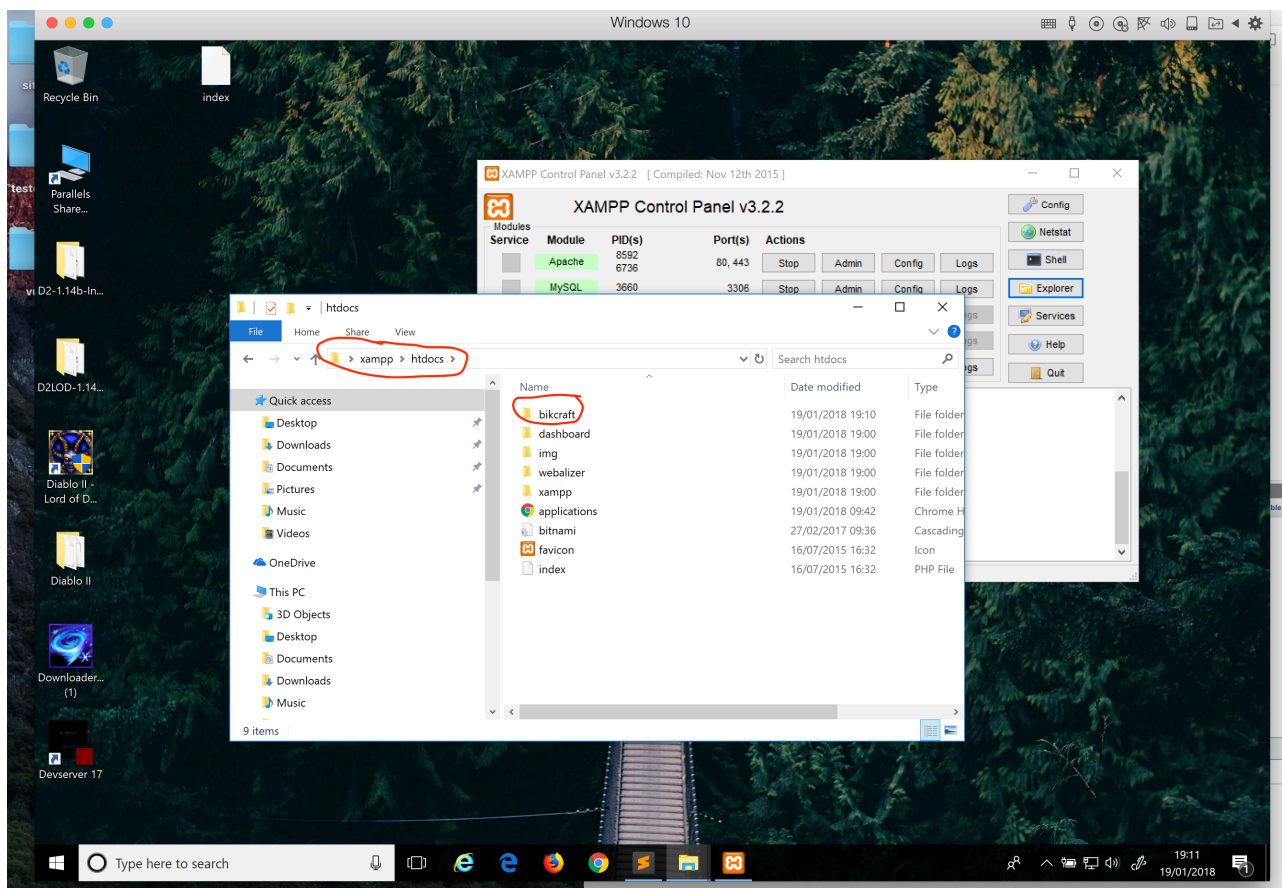 Windows 10
Recycle Bin
index
Parallels
Share...
D2-1.14b-In...
D2LOD-1.14...
Diablo II -
Lord of D...
Diablo II
Downloader...
(1)
Devserver 17
XAMPP Control Panel v3.2.2 [ Compiled: Nov 12th 2015 ]
XAMPP Control Panel v3.2.2
Modules
Service Module PID(s) Port(s) Actions
Apache 8592 6736 80, 443 Stop Admin Config Logs
MySQL 3660 3306 Stop Admin Config Logs
Config
Netstat
Shell
Explorer
Services
Help
Quit
htdocs
File Home Share View
xampp > htdocs >
Search htdocs
Quick access
Desktop
Downloads
Documents
Pictures
Music
Videos
OneDrive
This PC
3D Objects
Desktop
Documents
Downloads
Music
Name Date modified Type
bikcraft 19/01/2018 19:10 File folder
dashboard 19/01/2018 19:00 File folder
img 19/01/2018 19:00 File folder
webalizer 19/01/2018 19:00 File folder
xampp 19/01/2018 19:00 File folder
applications 19/01/2018 09:42 Chrome H
bitnami 27/02/2017 09:36 Cascading
favicon 16/07/2015 16:32 Icon
index 16/07/2015 16:32 PHP File
9 items
Type here to search
19:11
19/01/2018